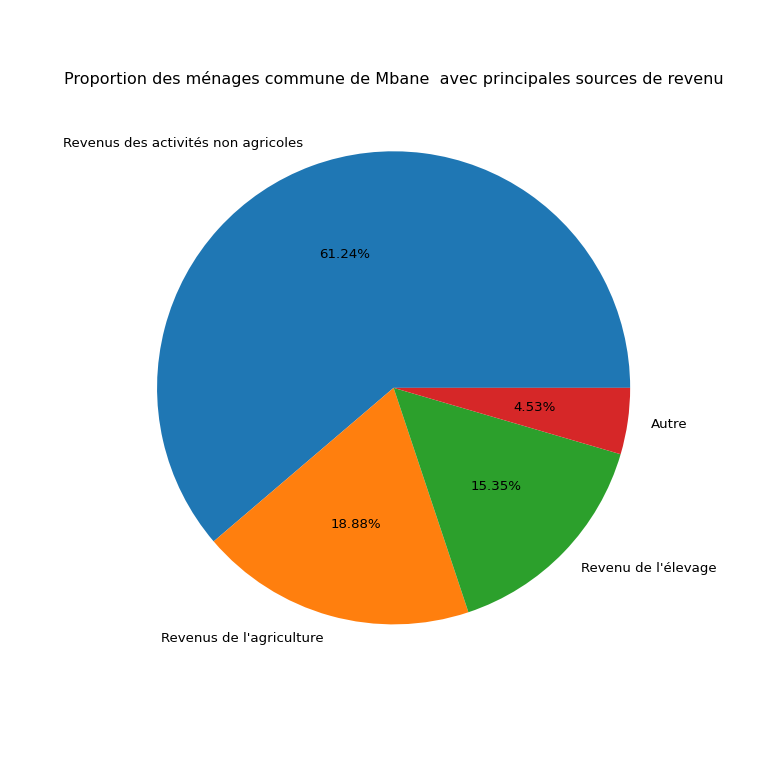 Proportion des ménages commune de Mbane  avec principales sources de revenu
Revenus des activités non agricoles
61.24%
4.53%
Autre
15.35%
18.88%
Revenu de l'élevage
Revenus de l'agriculture